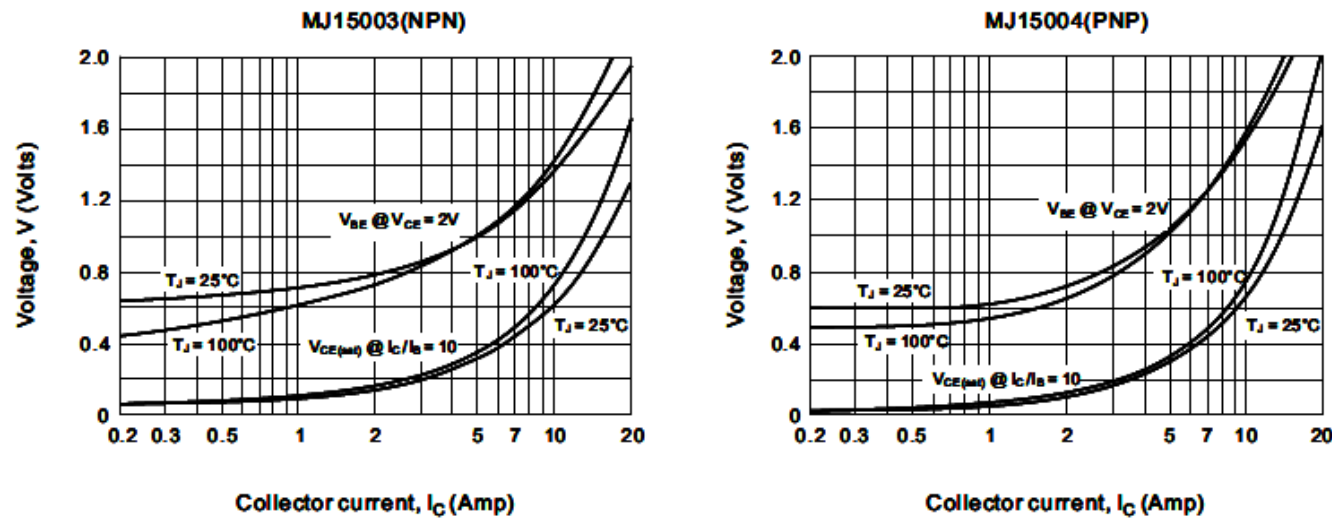 MJ15003(NPN)
Voltage, V (Volts)
2.0
1.6
1.2
0.8
0.4
0
VBE @ VCE = 2V
TJ = 25°C
TJ = 100°C
TJ = 100°C
VCE(sat) @ IC/IB = 10
TJ = 25°C
0.2 0.3 0.5 1 2 5 7 10 20
Collector current, IC (Amp)
MJ15004(PNP)
Voltage, V (Volts)
2.0
1.6
1.2
0.8
0.4
0
VBE @ VCE = 2V
TJ = 25°C
TJ = 100°C
TJ = 100°C
TJ = 25°C
VCE(sat) @ IC/IB = 10
0.2 0.3 0.5 1 2 5 7 10 20
Collector current, IC (Amp)